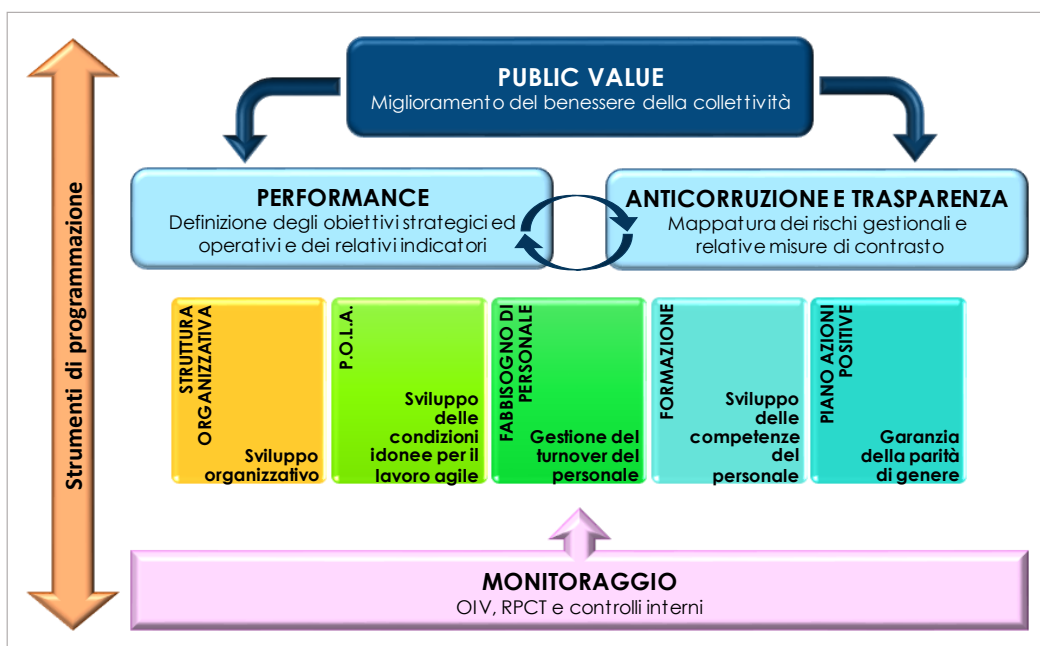 Strumenti di programmazione
PUBLIC VALUE
Miglioramento del benessere della collettività
PERFORMANCE
Definizione degli obiettivi strategici ed
operativi e dei relativi indicatori
ANTICORRUZIONE E TRASPARENZA
Mappatura dei rischi gestionali e
relative misure di contrasto
STRUTTURA
ORGANIZZATIVA
Sviluppo
organizzativo
P.O.L.A.
Sviluppo
delle
condizioni
idonee per il
lavoro agile
FABBISOGNO DI
PERSONALE
Gestione del
turnover del
personale
FORMAZIONE
Sviluppo
delle
competenze
del
personale
PIANO AZIONI
POSITIVE
Garanzia
della parità
di genere
MONITORAGGIO
OIV, RPCT e controlli interni